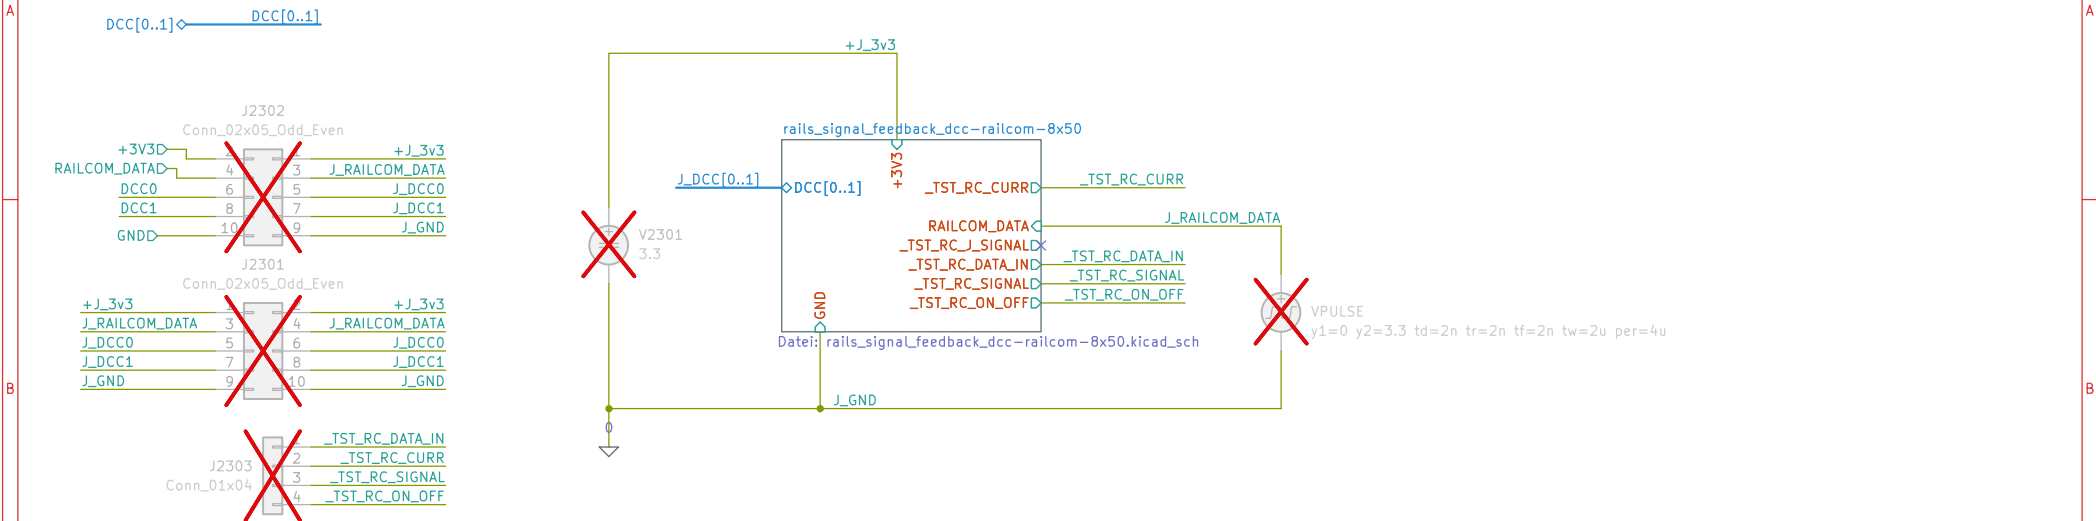 A
A
DCC[0..1]
DCC[0..1]
+J_3v3
J2302
Conn_02x05_Odd_Even
rails_signal_feedback_dcc-railcom-8x50
+3V3
+J_3v3
RAILCOM_DATA
4
3
J_RAILCOM_DATA
DCC0
6
5
J_DCC0
DCC1
8
7
J_DCC1
GND
10
9
J_GND
J_DCC[0..1]
DCC[0..1]
+3V3
_TST_RC_CURR
_TST_RC_CURR
RAILCOM_DATA
J_RAILCOM_DATA
_TST_RC_J_SIGNAL
_TST_RC_DATA_IN
_TST_RC_DATA_IN
_TST_RC_SIGNAL
_TST_RC_SIGNAL
_TST_RC_ON_OFF
_TST_RC_ON_OFF
GND
V2301
3.3
J2301
Conn_02x05_Odd_Even
+J_3v3
+J_3v3
J_RAILCOM_DATA
3
4
J_RAILCOM_DATA
J_DCC0
5
6
J_DCC0
J_DCC1
7
8
J_DCC1
J_GND
9
10
J_GND
VPULSE
y1=0 y2=3.3 td=2n tr=2n tf=2n tw=2u per=4u
Datei: rails_signal_feedback_dcc-railcom-8x50.kicad_sch
B
B
J_GND
0
J2303
Conn_01x04
_TST_RC_DATA_IN
2
_TST_RC_CURR
3
_TST_RC_SIGNAL
4
_TST_RC_ON_OFF